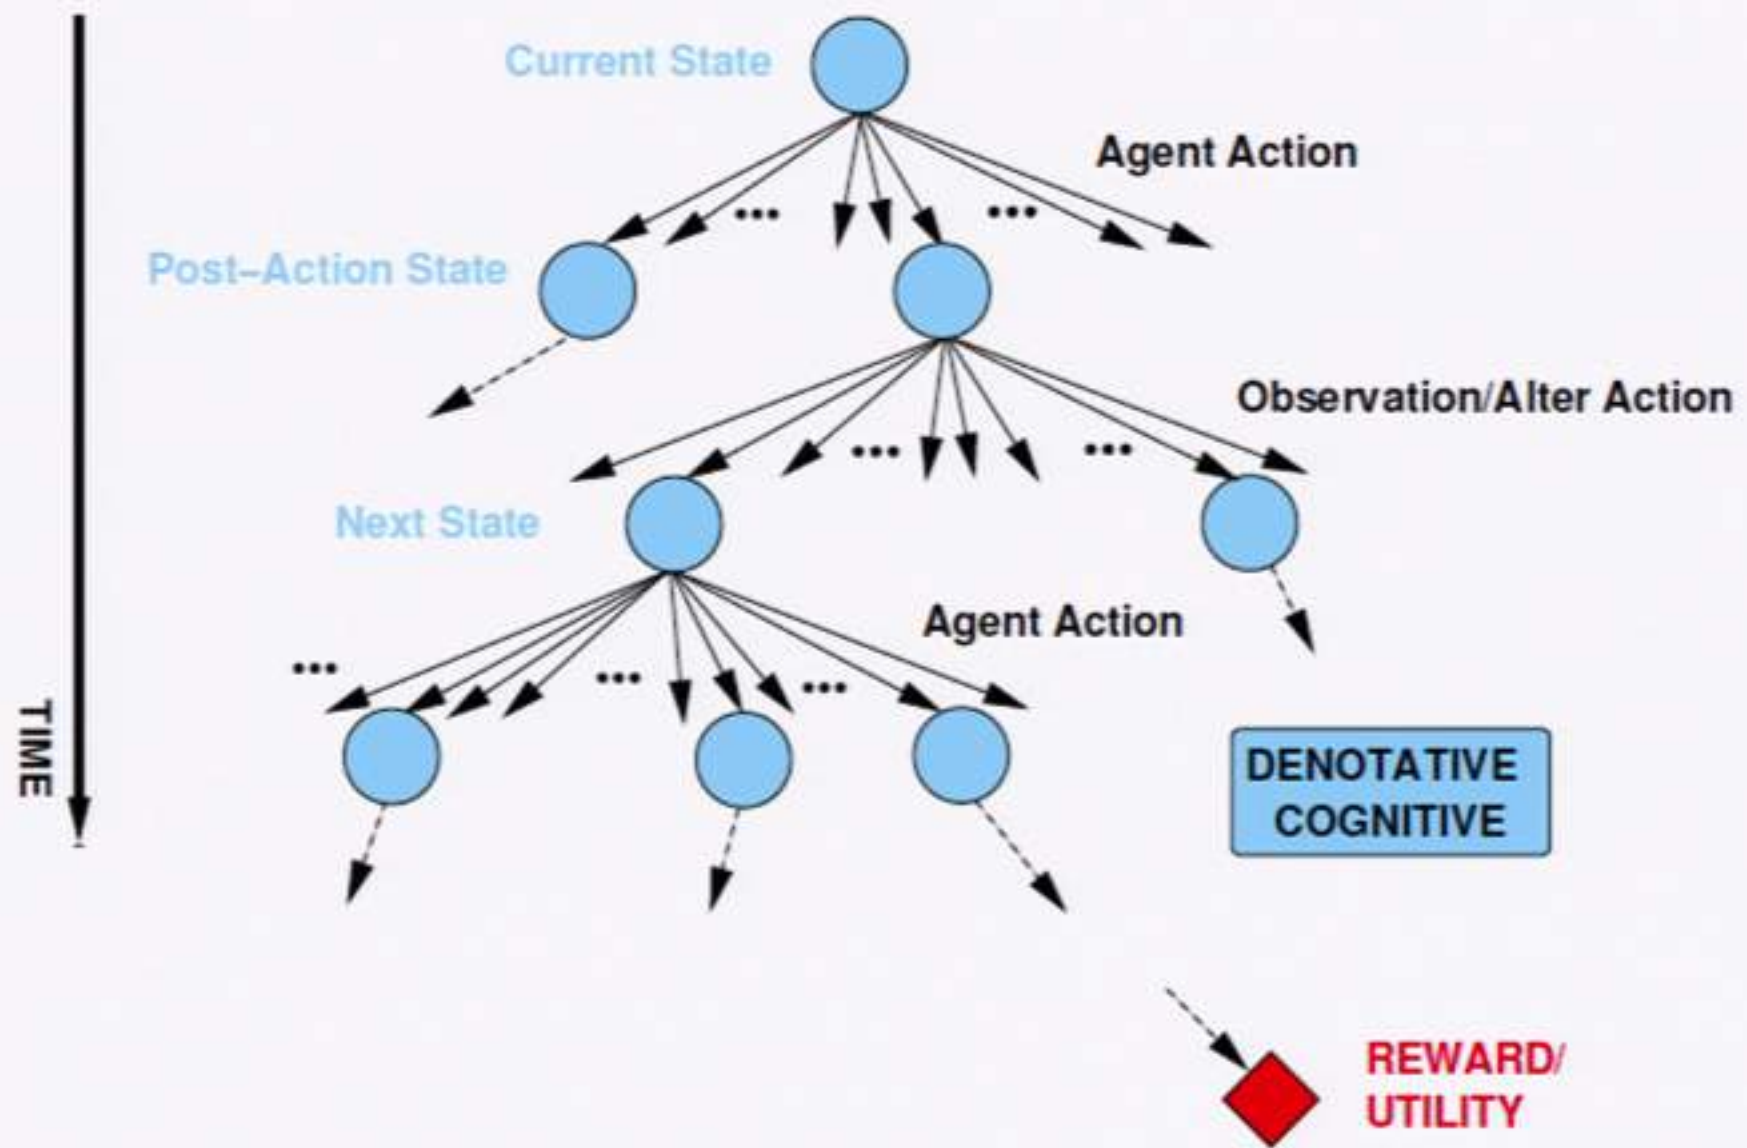 Current State
Agent Action
...
...
Post-Action State
Observation/Alter Action
...
...
Next State
Agent Action
...
...
...
TIME
DENOTATIVE
COGNITIVE
REWARD/
UTILITY